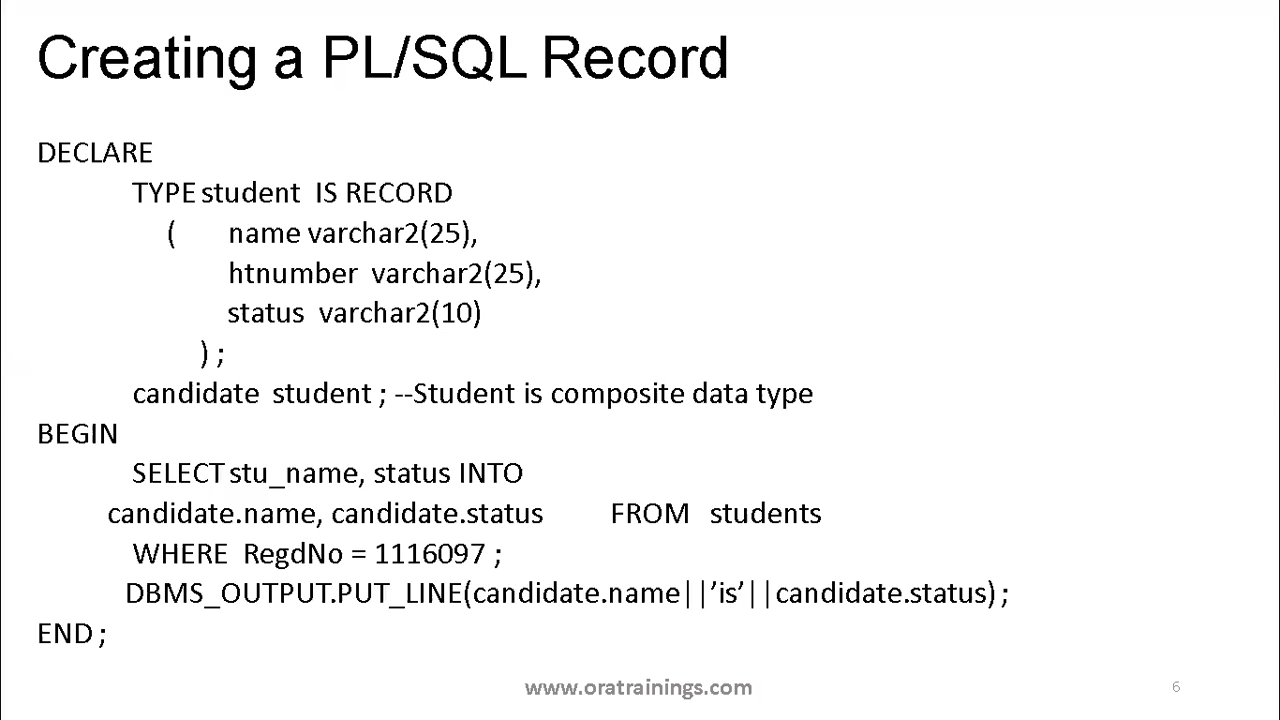 Creating a PL/SQL Record
DECLARE
TYPE student IS RECORD
( name varchar2(25),
htnumber varchar2(25),
status varchar2(10)
) ;
candidate student ; --Student is composite data type
BEGIN
SELECT stu_name, status INTO
candidate.name, candidate.status FROM students
WHERE RegdNo = 1116097 ;
DBMS_OUTPUT.PUT_LINE(candidate.name||’is’||candidate.status) ;
END ;
www.oratrainings.com
6